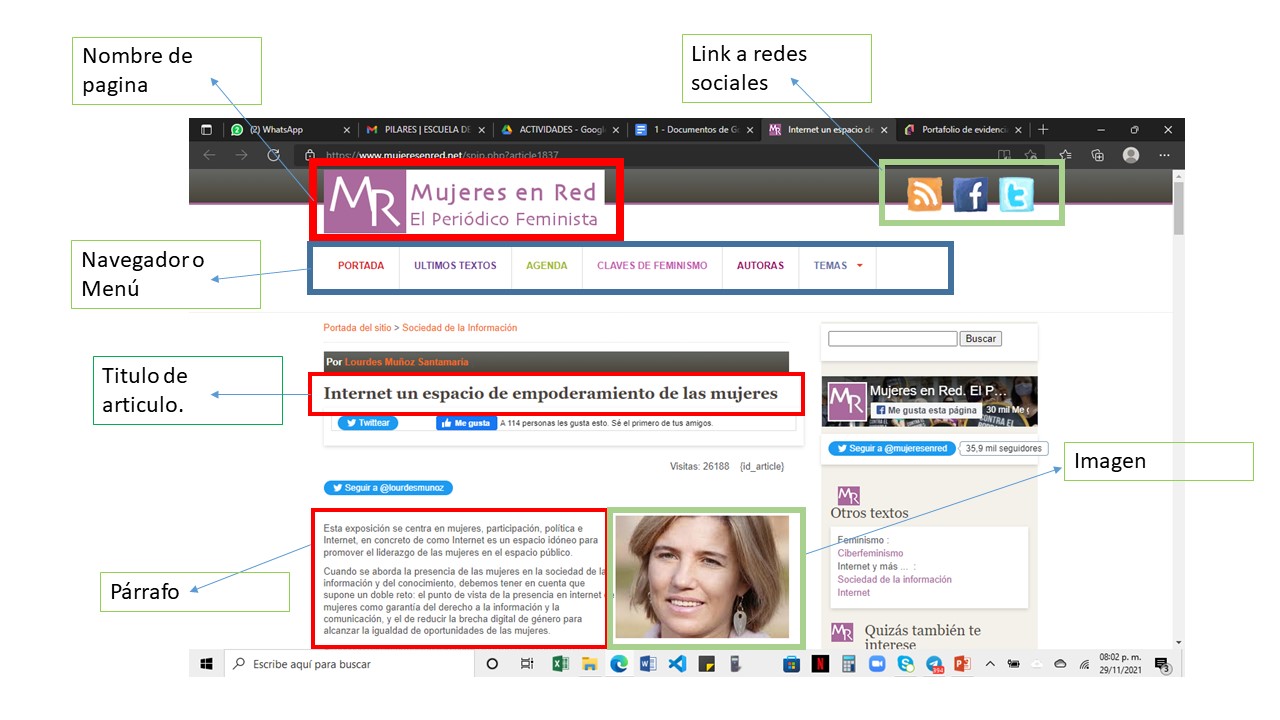 Nombre de
pagina
Link a redes
sociales
(2) WhatsApp
PILARES | ESCUELA DE
ACTIVIDADES - Googl
1 - Documentos de G
Internet un espacio de
Portafolio de evidenci
https://www.mujeresenred.net/spip.php?article1837
MR
Mujeres en Red
El Periódico Feminista
Navegador o
Menú
PORTADA
ULTIMOS TEXTOS
AGENDA
CLAVES DE FEMINISMO
AUTORAS
TEMAS
Portada del sitio > Sociedad de la Información
Buscar
Por Lourdes Muñoz Santamaria
Titulo de
articulo.
Internet un espacio de empoderamiento de las mujeres
MR
Mujeres en Red. El P…
Me gusta esta página
30 mil Me g
Twittear
Me gusta
A 114 personas les gusta esto. Sé el primero de tus amigos.
Seguir a @mujeresenred
35,9 mil seguidores
Visitas: 26188 {id_article}
Imagen
Seguir a @lourdesmunoz
MR
Otros textos
Esta exposición se centra en mujeres, participación, política e
Internet, en concreto de como Internet es un espacio idóneo para
promover el liderazgo de las mujeres en el espacio público.
Cuando se aborda la presencia de las mujeres en la sociedad de la
información y del conocimiento, debemos tener en cuenta que
supone un doble reto: el punto de vista de la presencia en internet de
mujeres como garantía del derecho a la información y la
comunicación, y el de reducir la brecha digital de género para
alcanzar la igualdad de oportunidades de las mujeres.
Feminismo :
Ciberfeminismo
Internet y más ... :
Sociedad de la información
Internet
Párrafo
MR
Quizás también te
interese
Escribe aquí para buscar
354
08:02 p. m.
29/11/2021
3